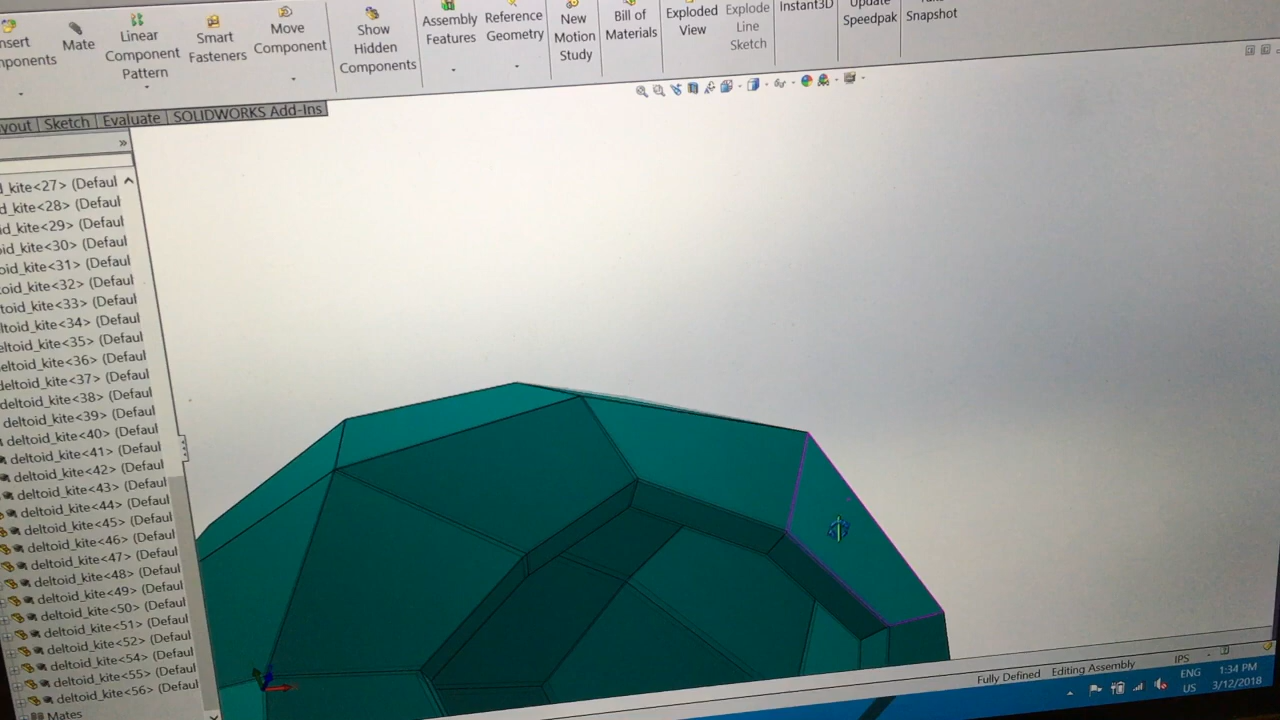 Mate
Linear
Component
Pattern
Smart
Fasteners
Move
Component
Show
Hidden
Components
Assembly
Features
Reference
Geometry
New
Motion
Study
Bill of
Materials
Exploded
View
Explode
Line
Sketch
Instant3D
Update
Speedpak
Snapshot
nsert
ponents
yout | Sketch | Evaluate | SOLIDWORKS Add-Ins
»
d_kite<27> (Defaul
d_kite<28> (Defaul
oid_kite<29> (Defaul
oid_kite<30> (Defaul
oid_kite<31> (Defaul
oid_kite<32> (Defaul
toid_kite<33> (Defaul
ltoid_kite<34> (Defaul
eltoid_kite<35> (Defaul
eltoid_kite<36> (Defaul
deltoid_kite<37> (Defaul
deltoid_kite<38> (Defaul
deltoid_kite<39> (Defaul
deltoid_kite<40> (Defaul
deltoid_kite<41> (Defaul
deltoid_kite<42> (Defaul
deltoid_kite<43> (Defaul
deltoid_kite<44> (Defaul
deltoid_kite<45> (Defaul
deltoid_kite<46> (Defaul
deltoid_kite<47> (Defaul
deltoid_kite<48> (Defaul
deltoid_kite<49> (Defaul
deltoid_kite<50> (Defaul
deltoid_kite<51> (Defaul
deltoid_kite<52> (Defaul
deltoid_kite<54> (Defaul
deltoid_kite<55> (Defaul
deltoid_kite<56> (Defaul
Mates
Fully Defined Editing Assembly IPS
ENG
US
1:34 PM
3/12/2018